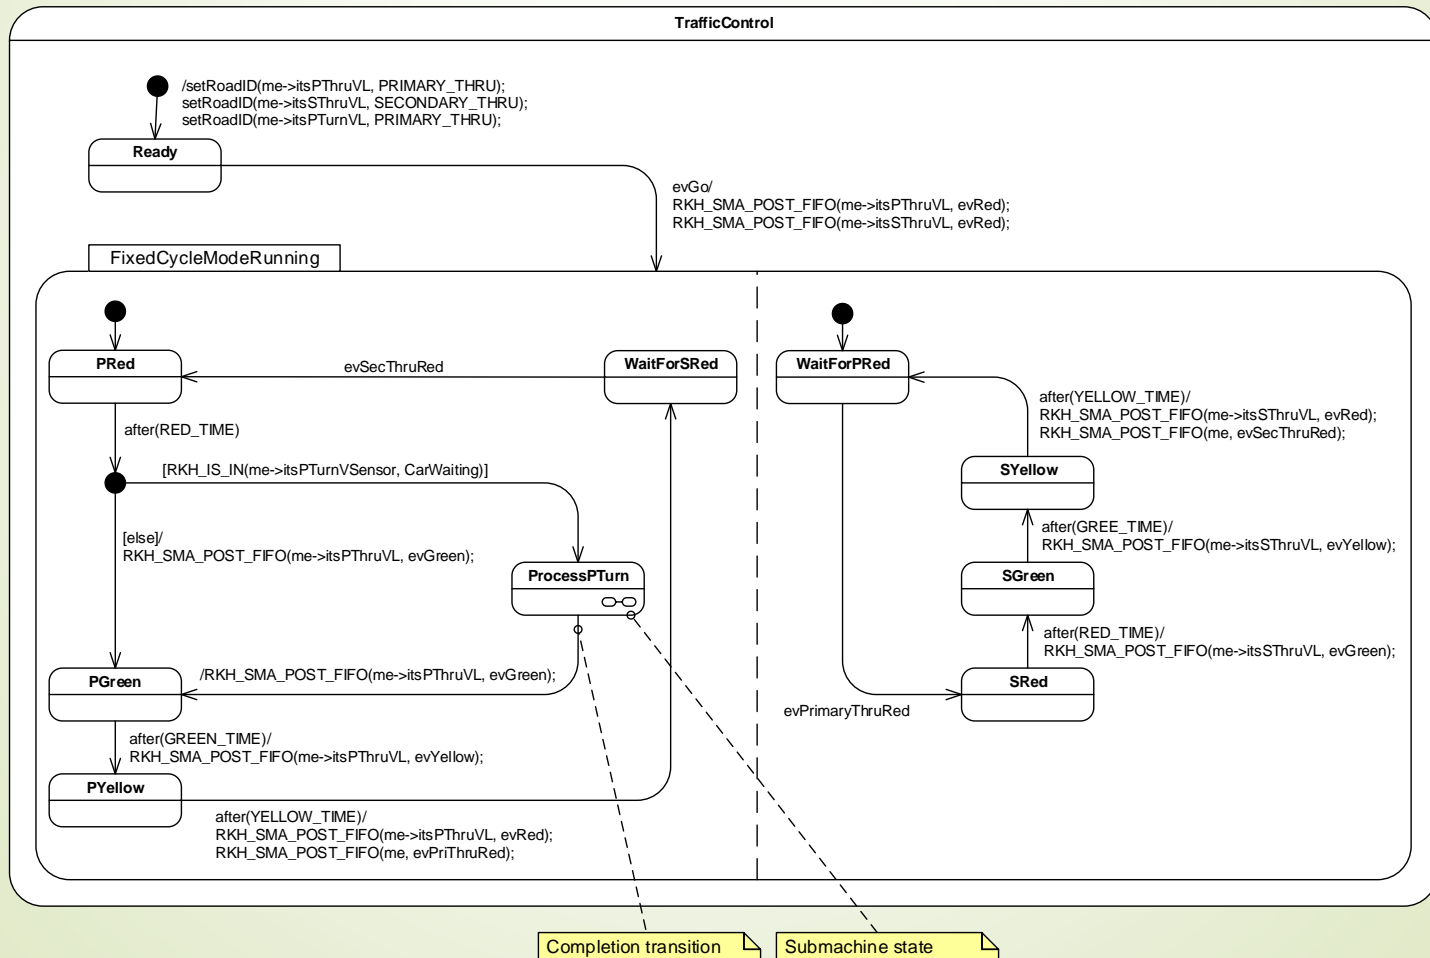 TrafficControl
/setRoadID(me->itsPThruVL, PRIMARY_THRU);
setRoadID(me->itsSThruVL, SECONDARY_THRU);
setRoadID(me->itsPTurnVL, PRIMARY_THRU);
Ready
evGo/
RKH_SMA_POST_FIFO(me->itsPThruVL, evRed);
RKH_SMA_POST_FIFO(me->itsSThruVL, evRed);
FixedCycleModeRunning
PRed
evSecThruRed
WaitForSRed
after(RED_TIME)
[RKH_IS_IN(me->itsPTurnVSensor, CarWaiting)]
[else]/
RKH_SMA_POST_FIFO(me->itsPThruVL, evGreen);
ProcessPTurn
/RKH_SMA_POST_FIFO(me->itsPThruVL, evGreen);
PGreen
after(GREEN_TIME)/
RKH_SMA_POST_FIFO(me->itsPThruVL, evYellow);
PYellow
after(YELLOW_TIME)/
RKH_SMA_POST_FIFO(me->itsPThruVL, evRed);
RKH_SMA_POST_FIFO(me, evPriThruRed);
WaitForPRed
after(YELLOW_TIME)/
RKH_SMA_POST_FIFO(me->itsSThruVL, evRed);
RKH_SMA_POST_FIFO(me, evSecThruRed);
SYellow
after(GREE_TIME)/
RKH_SMA_POST_FIFO(me->itsSThruVL, evYellow);
SGreen
after(RED_TIME)/
RKH_SMA_POST_FIFO(me->itsSThruVL, evGreen);
SRed
evPrimaryThruRed
Completion transition
Submachine state